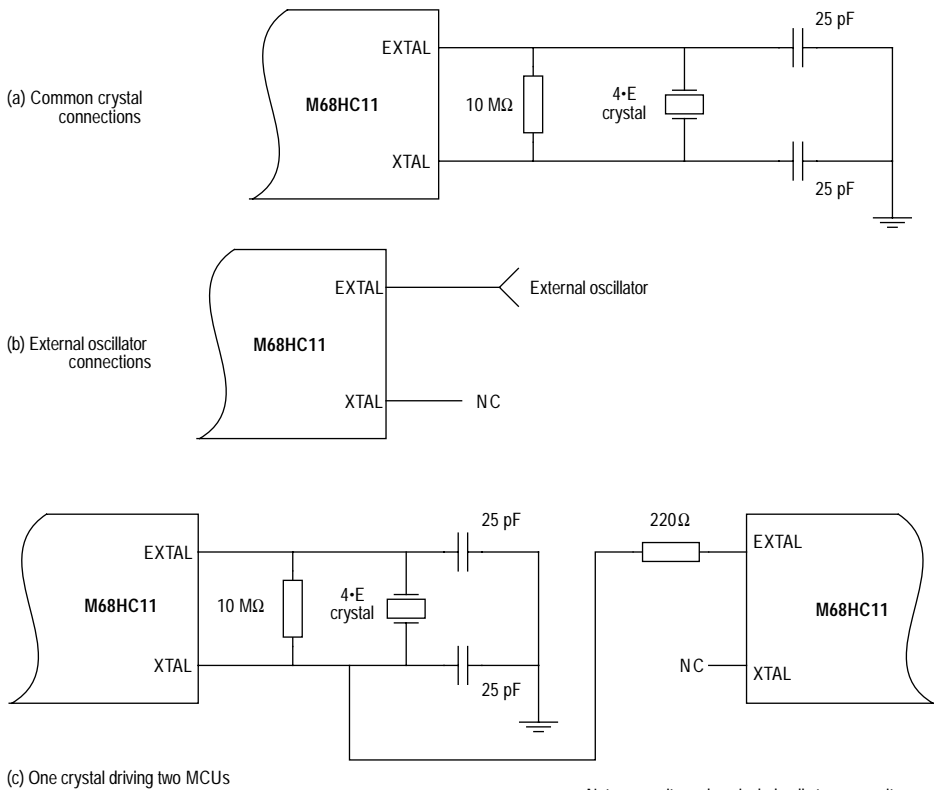 25 pF
EXTAL
(a) Common crystal
connections
M68HC11
10 MΩ
4•E
crystal
XTAL
25 pF
EXTAL
External oscillator
(b) External oscillator
connections
M68HC11
XTAL
NC
25 pF
220Ω
EXTAL
EXTAL
M68HC11
10 MΩ
4•E
crystal
M68HC11
XTAL
NC
XTAL
25 pF
(c) One crystal driving two MCUs